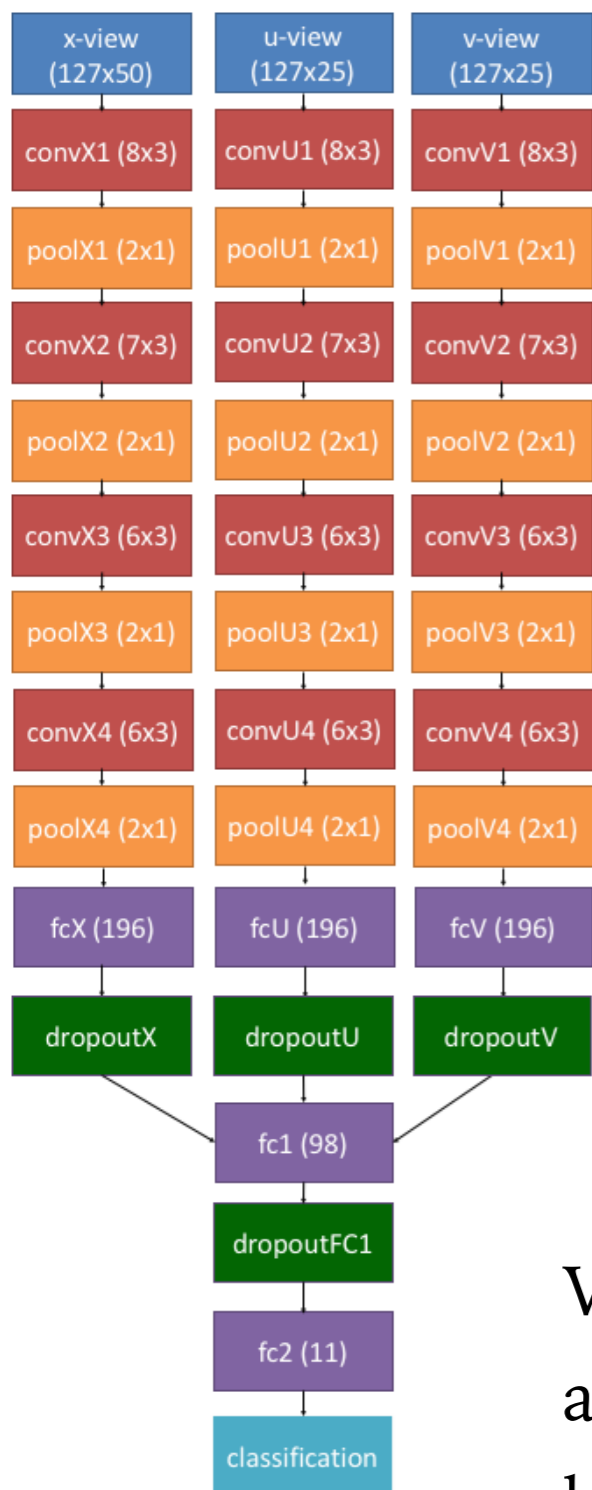 x-view
(127x50)
u-view
(127x25)
v-view
(127x25)
convX1 (8x3)
convU1 (8x3)
convV1 (8x3)
poolX1 (2x1)
poolU1 (2x1)
poolV1 (2x1)
convX2 (7x3)
convU2 (7x3)
convV2 (7x3)
poolX2 (2x1)
poolU2 (2x1)
poolV2 (2x1)
convX3 (6x3)
convU3 (6x3)
convV3 (6x3)
poolX3 (2x1)
poolU3 (2x1)
poolV3 (2x1)
convX4 (6x3)
convU4 (6x3)
convV4 (6x3)
poolX4 (2x1)
poolU4 (2x1)
poolV4 (2x1)
fcX (196)
fcU (196)
fcV (196)
dropoutX
dropoutU
dropoutV
fc1 (98)
dropoutFC1
fc2 (11)
classification